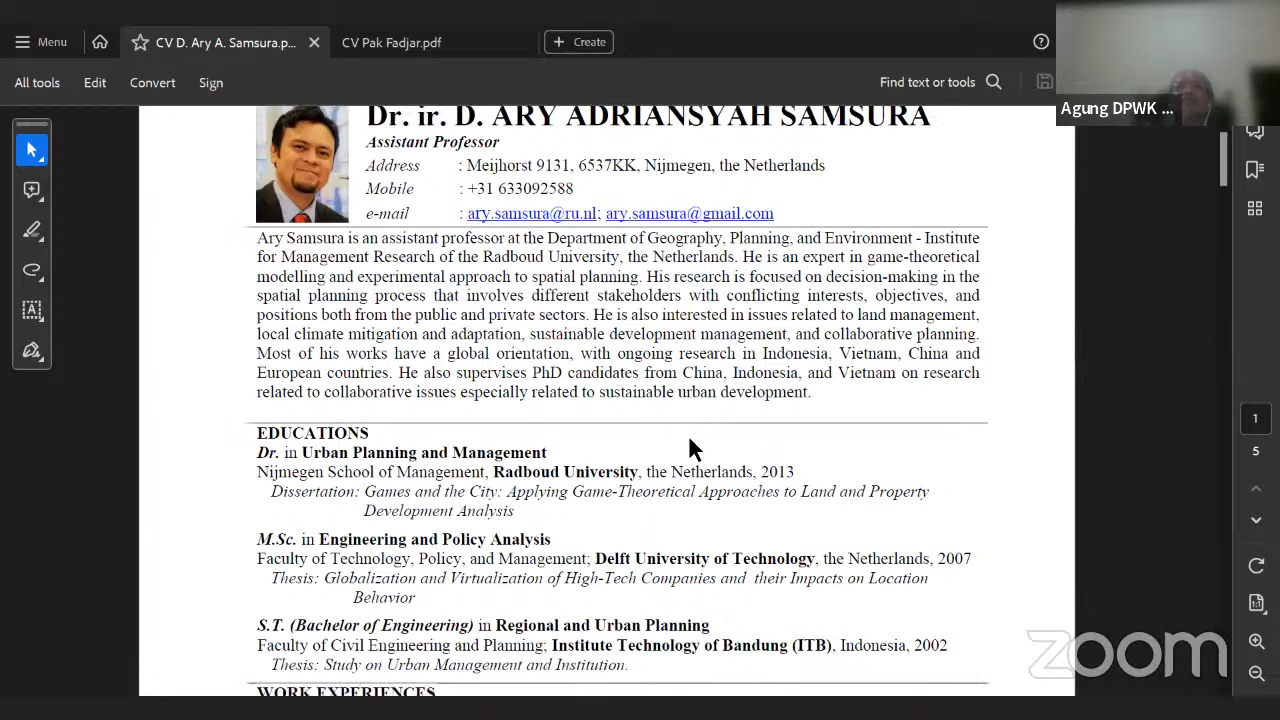 Menu
CV D. Ary A. Samsura.p...
CV Pak Fadjar.pdf
Create
All tools
Edit
Convert
Sign
Find text or tools
Agung DPWK ...
Dr. ir. D. ARY ADRIANSYAH SAMSURA
Assistant Professor
Address : Meijhorst 9131, 6537KK, Nijmegen, the Netherlands
Mobile : +31 633092588
e-mail : ary.samsura@ru.nl; ary.samsura@gmail.com
Ary Samsura is an assistant professor at the Department of Geography, Planning, and Environment - Institute
for Management Research of the Radboud University, the Netherlands. He is an expert in game-theoretical
modelling and experimental approach to spatial planning. His research is focused on decision-making in the
spatial planning process that involves different stakeholders with conflicting interests, objectives, and
positions both from the public and private sectors. He is also interested in issues related to land management,
local climate mitigation and adaptation, sustainable development management, and collaborative planning.
Most of his works have a global orientation, with ongoing research in Indonesia, Vietnam, China and
European countries. He also supervises PhD candidates from China, Indonesia, and Vietnam on research
related to collaborative issues especially related to sustainable urban development.
EDUCATIONS
Dr. in Urban Planning and Management
Nijmegen School of Management, Radboud University, the Netherlands, 2013
Dissertation: Games and the City: Applying Game-Theoretical Approaches to Land and Property
Development Analysis
M.Sc. in Engineering and Policy Analysis
Faculty of Technology, Policy, and Management; Delft University of Technology, the Netherlands, 2007
Thesis: Globalization and Virtualization of High-Tech Companies and their Impacts on Location
Behavior
S.T. (Bachelor of Engineering) in Regional and Urban Planning
Faculty of Civil Engineering and Planning; Institute Technology of Bandung (ITB), Indonesia, 2002
Thesis: Study on Urban Management and Institution.
WORK EXPERIENCES
1
5
zoom